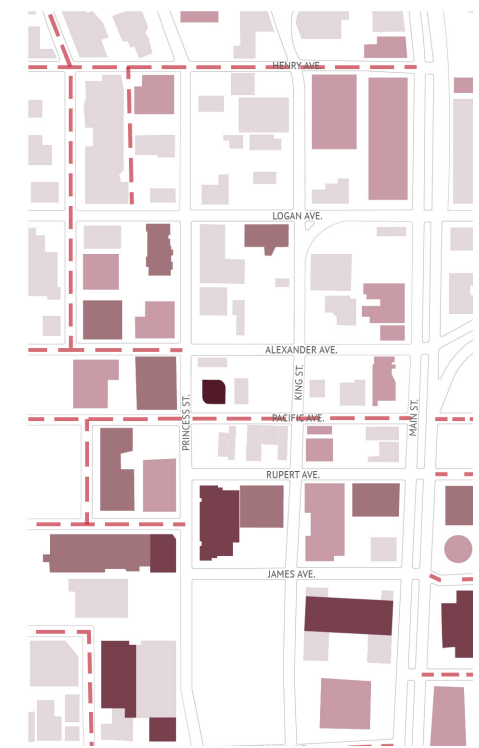 HENRY AVE.
LOGAN AVE.
ALEXANDER AVE.
KING ST.
PRINCESS ST.
MAIN ST.
PACIFIC AVE.
RUPERT AVE.
JAMES AVE.